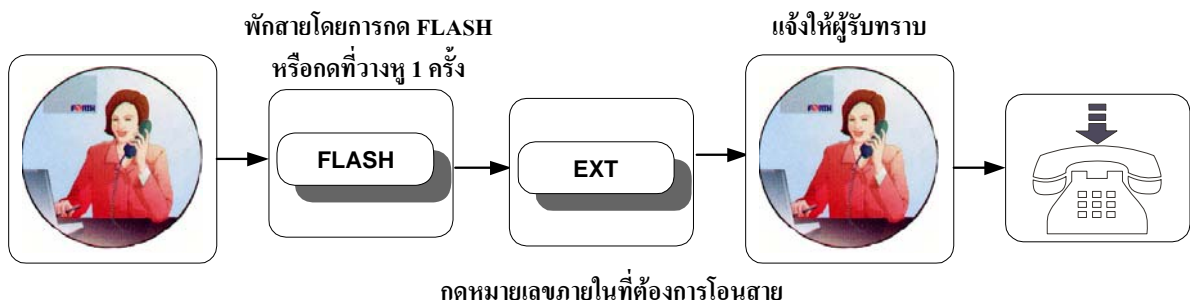 พักสายโดยการกด FLASH
หรือกดที่วางหู 1 ครั้ง
แจ้งให้ผู้รับทราบ
FORTH
FLASH
EXT
FORTH
กดหมายเลขภายในที่ต้องการโอนสาย